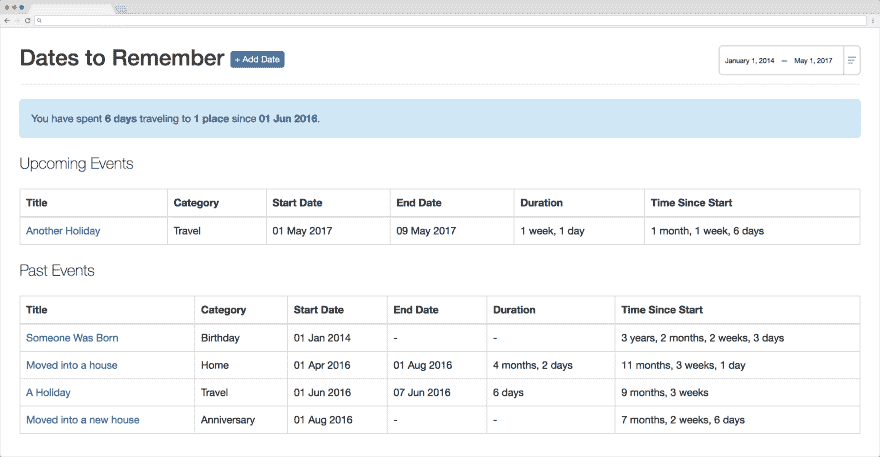 Dates to Remember + Add Date
January 1, 2014 — May 1, 2017
You have spent 6 days traveling to 1 place since 01 Jun 2016.
Upcoming Events
Title Category Start Date End Date Duration Time Since Start
Another Holiday Travel 01 May 2017 09 May 2017 1 week, 1 day 1 month, 1 week, 6 days
Past Events
Title Category Start Date End Date Duration Time Since Start
Someone Was Born Birthday 01 Jan 2014 - - 3 years, 2 months, 2 weeks, 3 days
Moved into a house Home 01 Apr 2016 01 Aug 2016 4 months, 2 days 11 months, 3 weeks, 1 day
A Holiday Travel 01 Jun 2016 07 Jun 2016 6 days 9 months, 3 weeks
Moved into a new house Anniversary 01 Aug 2016 - - 7 months, 2 weeks, 6 days